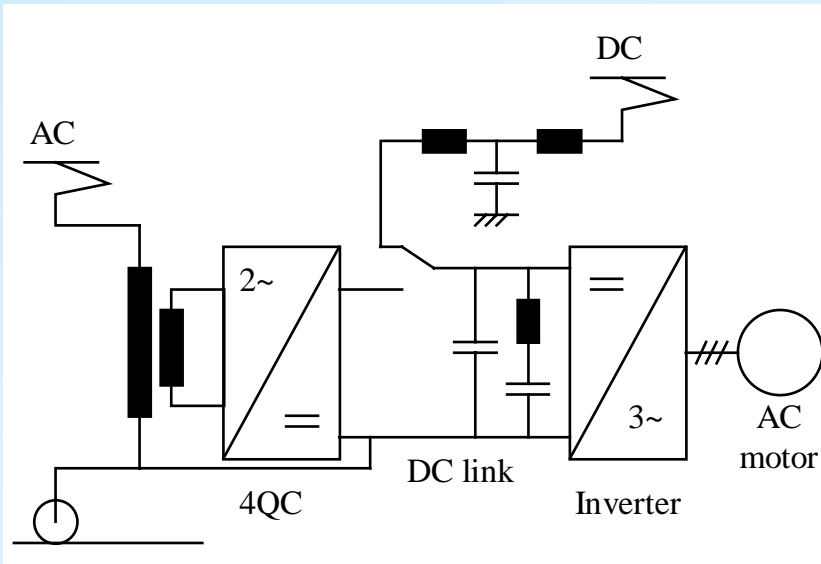 DC
AC
2~
3~
AC
motor
DC link
4QC
Inverter